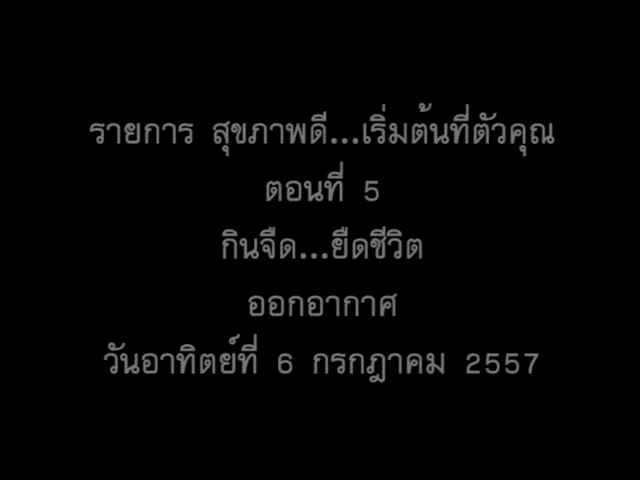 รายการ สุขภาพดี...เริ่มต้นที่ตัวคุณ
ตอนที่ 5
กินจืด...ยืดชีวิต
ออกอากาศ
วันอาทิตย์ที่ 6 กรกฎาคม 2557